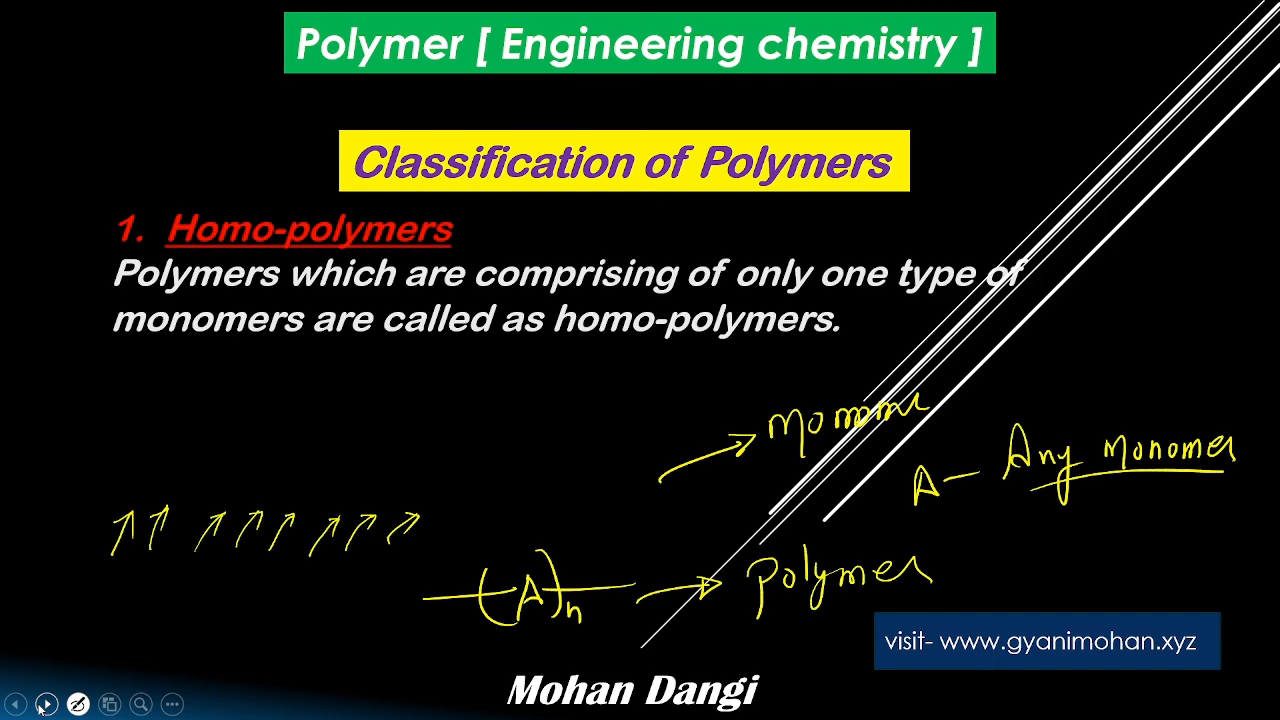 Polymer [ Engineering chemistry ]
Classification of Polymers
1. Homo-polymers
Polymers which are comprising of only one type of
monomers are called as homo-polymers.
A - Any monomer
-(A)n-
Polymer
visit- www.gyanimohan.xyz
Mohan Dangi